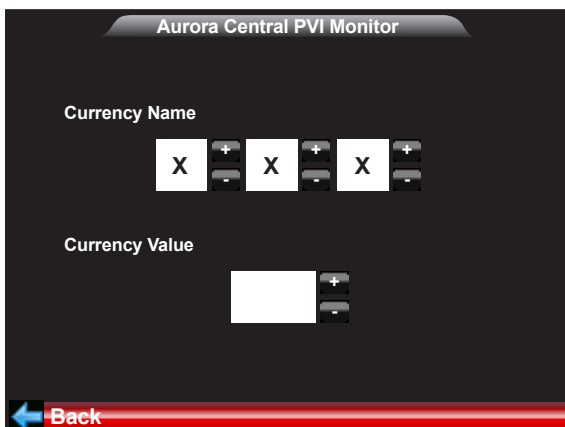 Aurora Central PVI Monitor
Currency Name
X + X + X +
- - -
Currency Value
+
-
Back